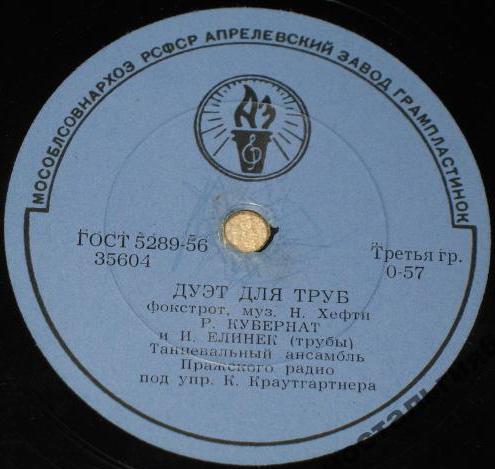 МОСОБЛСОВНАРХОЗ РСФСР АПРЕЛЕВСКИЙ ЗАВОД ГРАМПЛАСТИНОК
АЗ
ГОСТ 5289-56
35604
Третья гр.
0-57
ДУЭТ ДЛЯ ТРУБ
фокстрот, муз. Н. Хефти
Р. КУБЕРНАТ
и И. ЕЛИНЕК (трубы)
Танцевальный ансамбль
Пражского радио
под упр. К. Краутгартнера